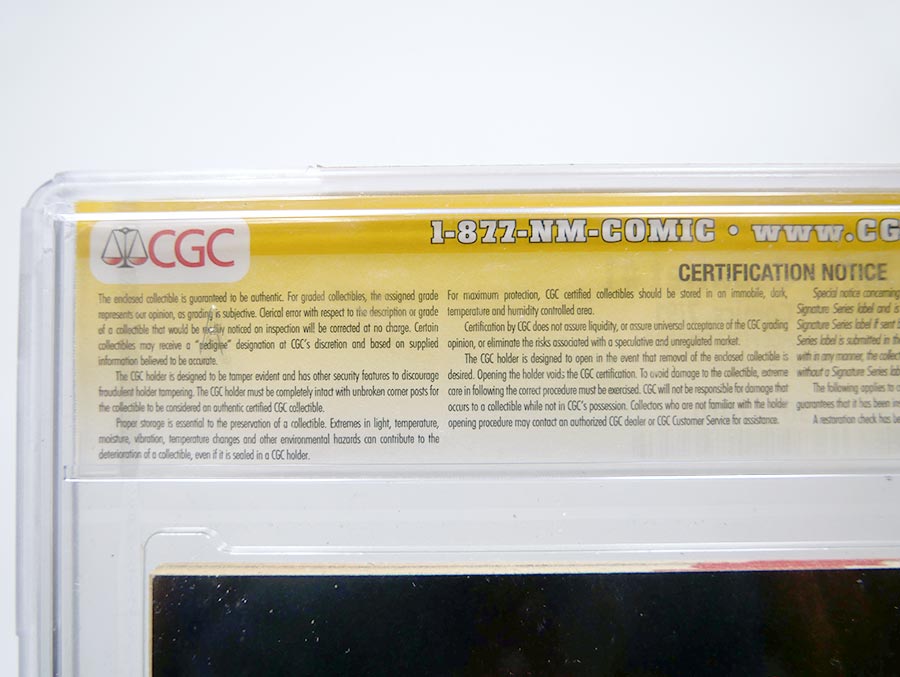 CGC
1-877-NM-COMIC • www.CG
CERTIFICATION NOTICE
The enclosed collectible is guaranteed to be authentic. For graded collectibles, the assigned grade
represents our opinion, as grading is subjective. Clerical error with respect to the description or grade
of a collectible that would be readily noticed on inspection will be corrected at no charge. Certain
collectibles may receive a "pedigree" designation at CGC's discretion and based on supplied
information believed to be accurate.
The CGC holder is designed to be tamper evident and has other security features to discourage
fraudulent holder tampering. The CGC holder must be completely intact with unbroken corner posts for
the collectible to be considered an authentic certified CGC collectible.
Proper storage is essential to the preservation of a collectible. Extremes in light, temperature,
moisture, vibration, temperature changes and other environmental hazards can contribute to the
deterioration of a collectible, even if it is sealed in a CGC holder.
For maximum protection, CGC certified collectibles should be stored in an immobile, dark,
temperature and humidity controlled area.
Certification by CGC does not assure liquidity, or assure universal acceptance of the CGC grading
opinion, or eliminate the risks associated with a speculative and unregulated market.
The CGC holder is designed to open in the event that removal of the enclosed collectible is
desired. Opening the holder voids the CGC certification. To avoid damage to the collectible, extreme
care in following the correct procedure must be exercised. CGC will not be responsible for damage that
occurs to a collectible while not in CGC's possession. Collectors who are not familiar with the holder
opening procedure may contact an authorized CGC dealer or CGC Customer Service for assistance.
Special notice concerning
Signature Series label and is
Signature Series label if sent b
Series label is submitted in th
with in any manner, the collec
without a Signature Series lab
The following applies to a
guarantees that it has been in
A restoration check has be